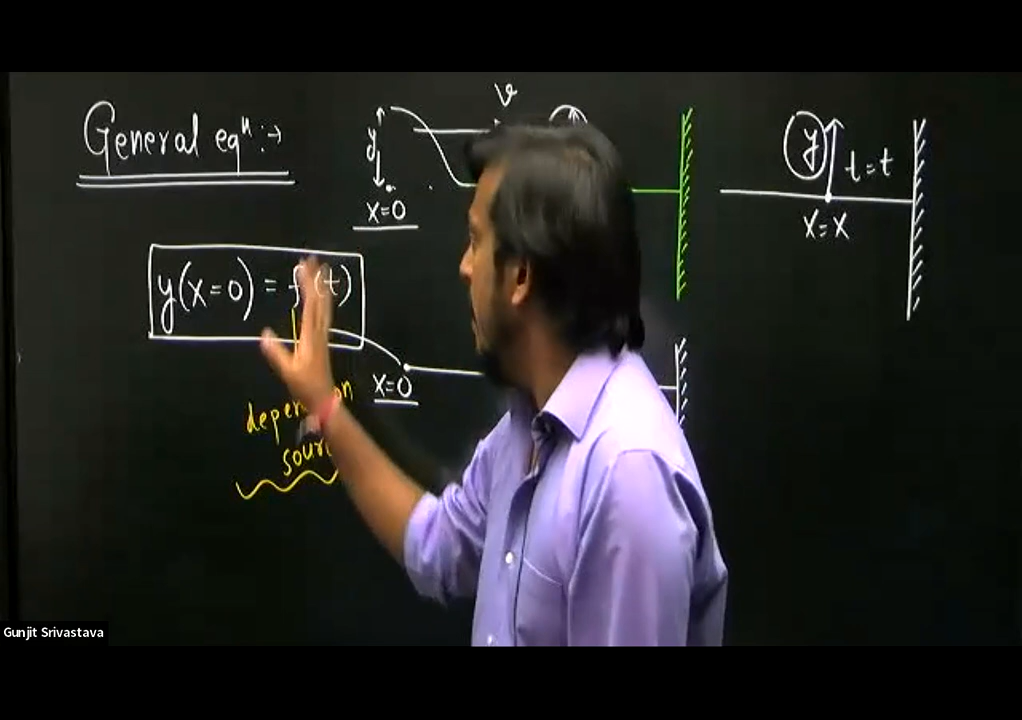 General eqⁿ :→
v
y
x=0
y
t=t
x=x
y(x=0) = f(t)
x=0
Gunjit Srivastava